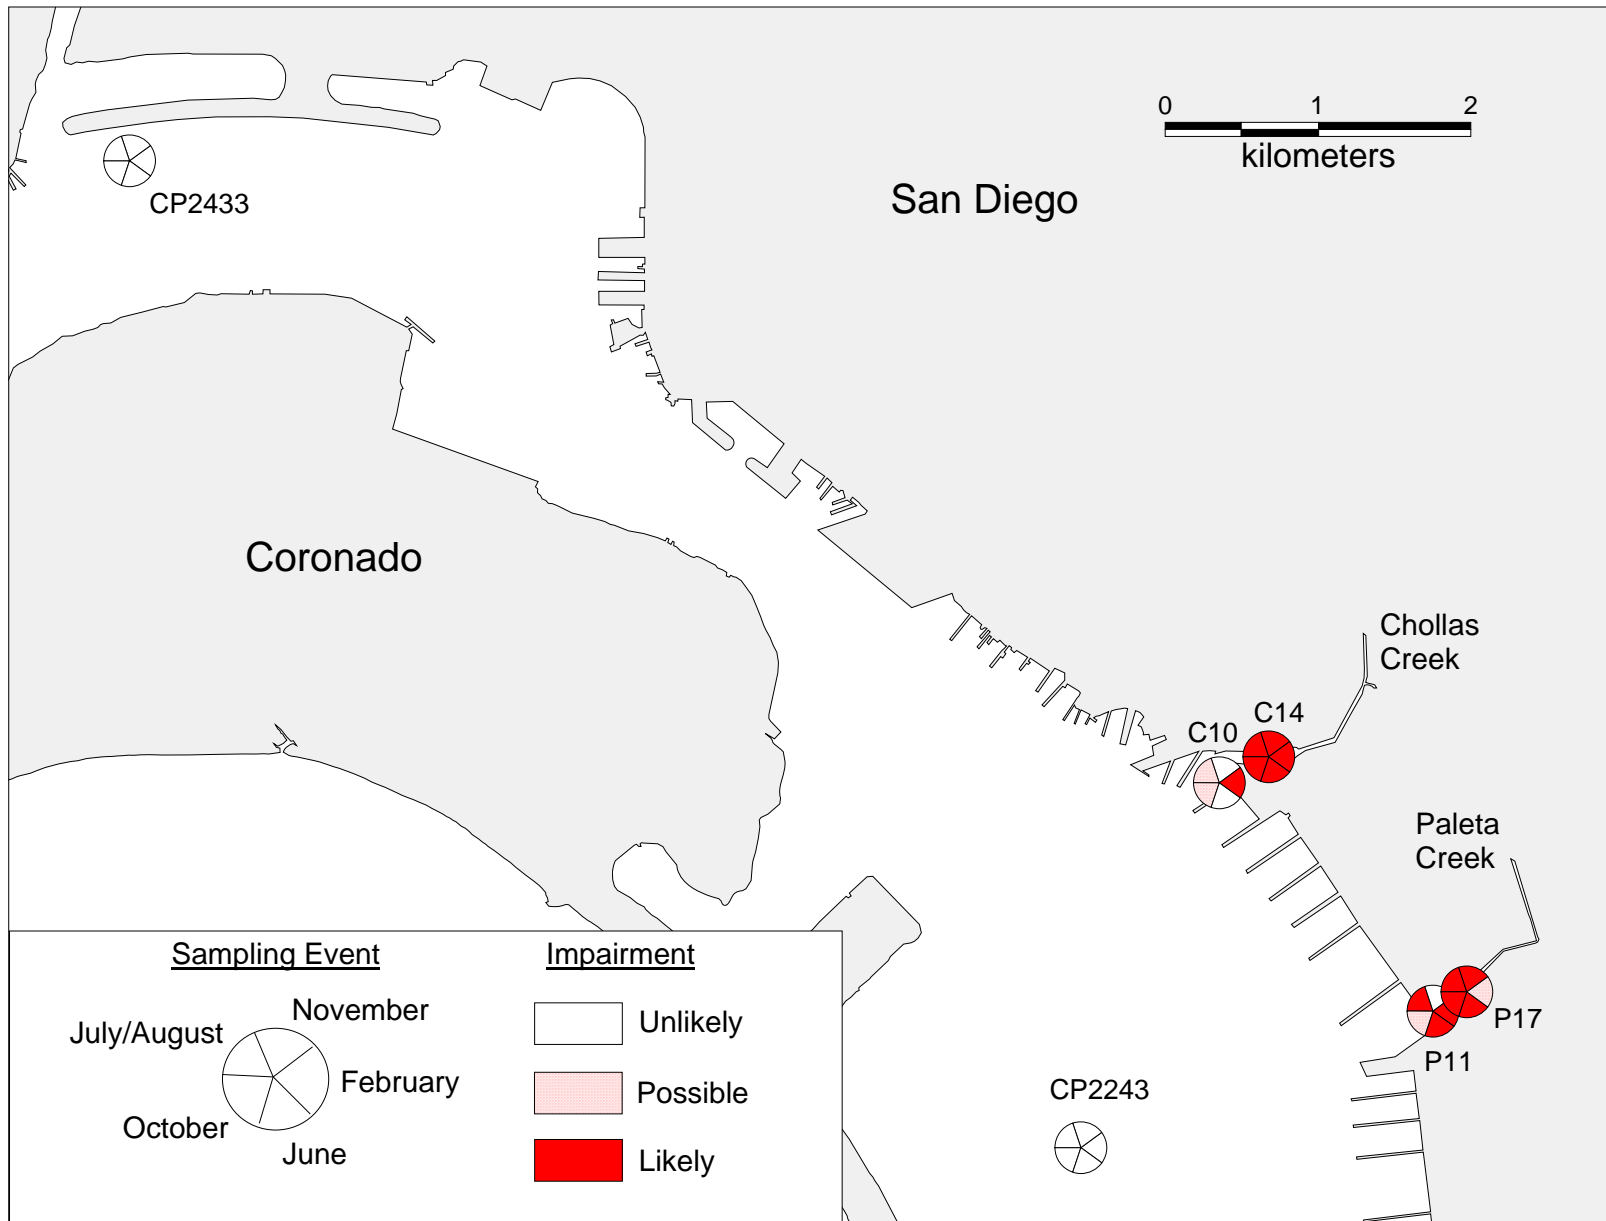 0 1 2
kilometers
San Diego
CP2433
Coronado
Chollas
Creek
C14
C10
Paleta
Creek
P17
P11
CP2243
Sampling Event
November
July/August
February
October
June
Impairment
Unlikely
Possible
Likely